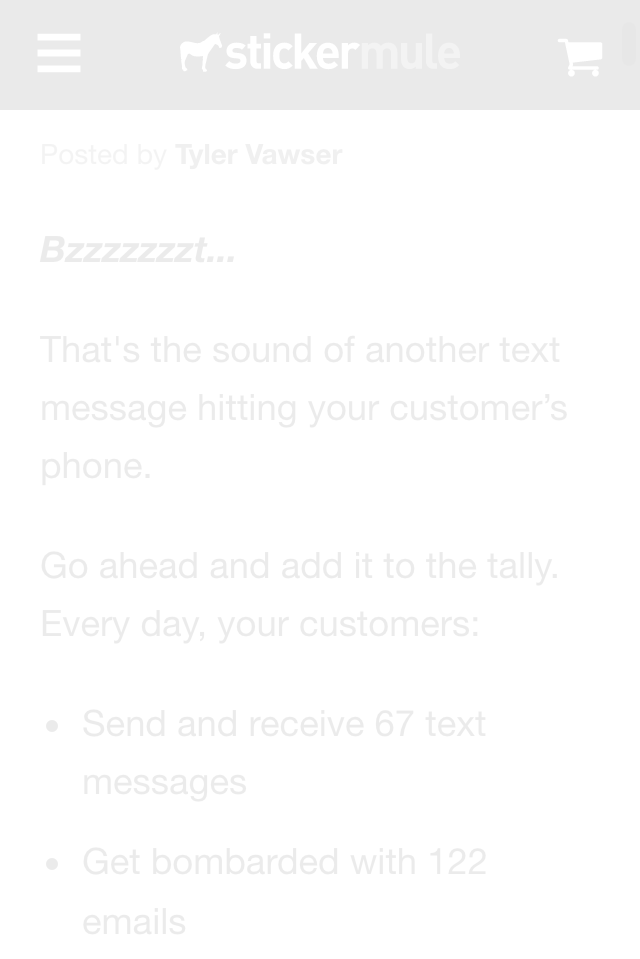 stickermule
Posted by Tyler Vawser
Bzzzzzzzt...
That's the sound of another text
message hitting your customer’s
phone.
Go ahead and add it to the tally.
Every day, your customers:
• Send and receive 67 text
messages
• Get bombarded with 122
emails